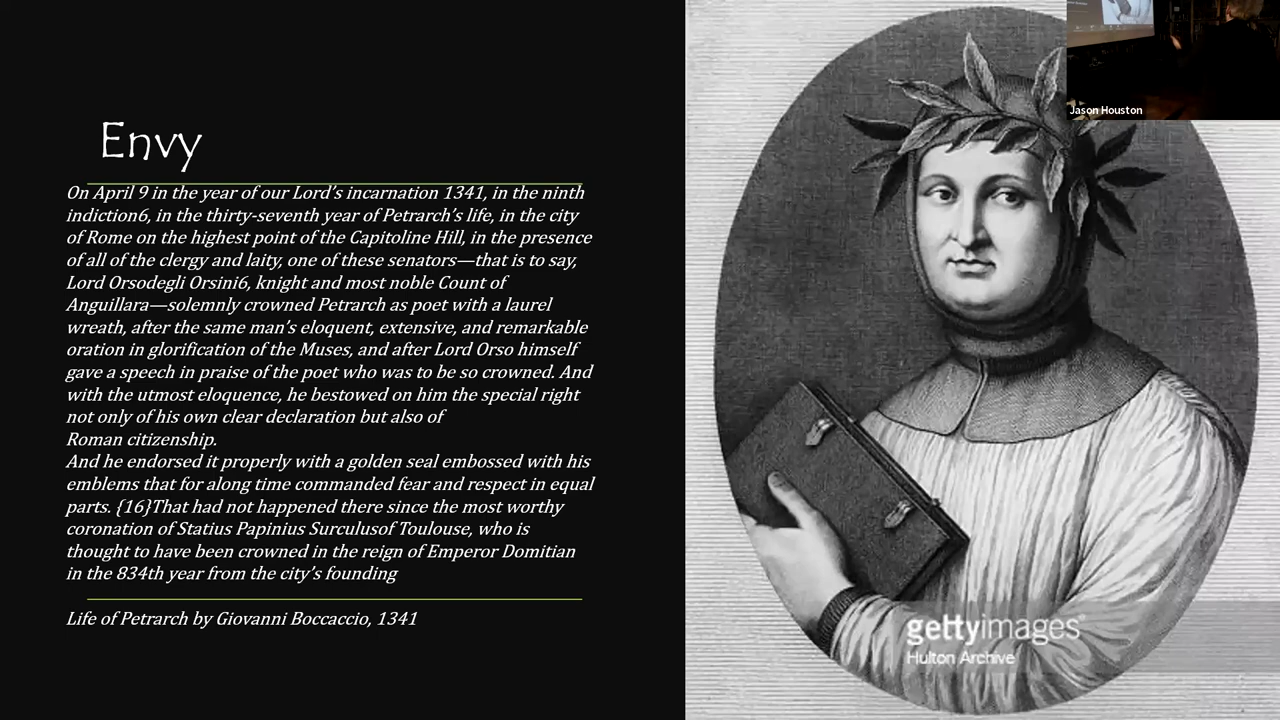 Envy
On April 9 in the year of our Lord's incarnation 1341, in the ninth
indiction6, in the thirty-seventh year of Petrarch's life, in the city
of Rome on the highest point of the Capitoline Hill, in the presence
of all of the clergy and laity, one of these senators—that is to say,
Lord Orsodegli Orsini6, knight and most noble Count of
Anguillara—solemnly crowned Petrarch as poet with a laurel
wreath, after the same man's eloquent, extensive, and remarkable
oration in glorification of the Muses, and after Lord Orso himself
gave a speech in praise of the poet who was to be so crowned. And
with the utmost eloquence, he bestowed on him the special right
not only of his own clear declaration but also of
Roman citizenship.
And he endorsed it properly with a golden seal embossed with his
emblems that for along time commanded fear and respect in equal
parts. {16}That had not happened there since the most worthy
coronation of Statius Papinius Surculusof Toulouse, who is
thought to have been crowned in the reign of Emperor Domitian
in the 834th year from the city's founding
Life of Petrarch by Giovanni Boccaccio, 1341
Jason Houston
gettyimages®
Hulton Archive